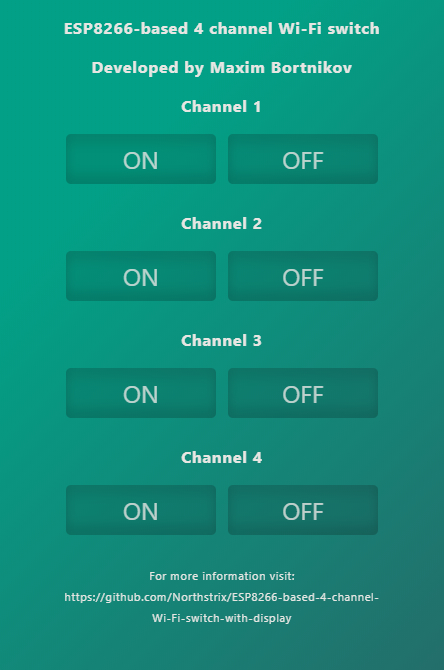 ESP8266-based 4 channel Wi-Fi switch
Developed by Maxim Bortnikov
Channel 1
ON OFF
Channel 2
ON OFF
Channel 3
ON OFF
Channel 4
ON OFF
For more information visit:
https://github.com/Northstrix/ESP8266-based-4-channel-
Wi-Fi-switch-with-display